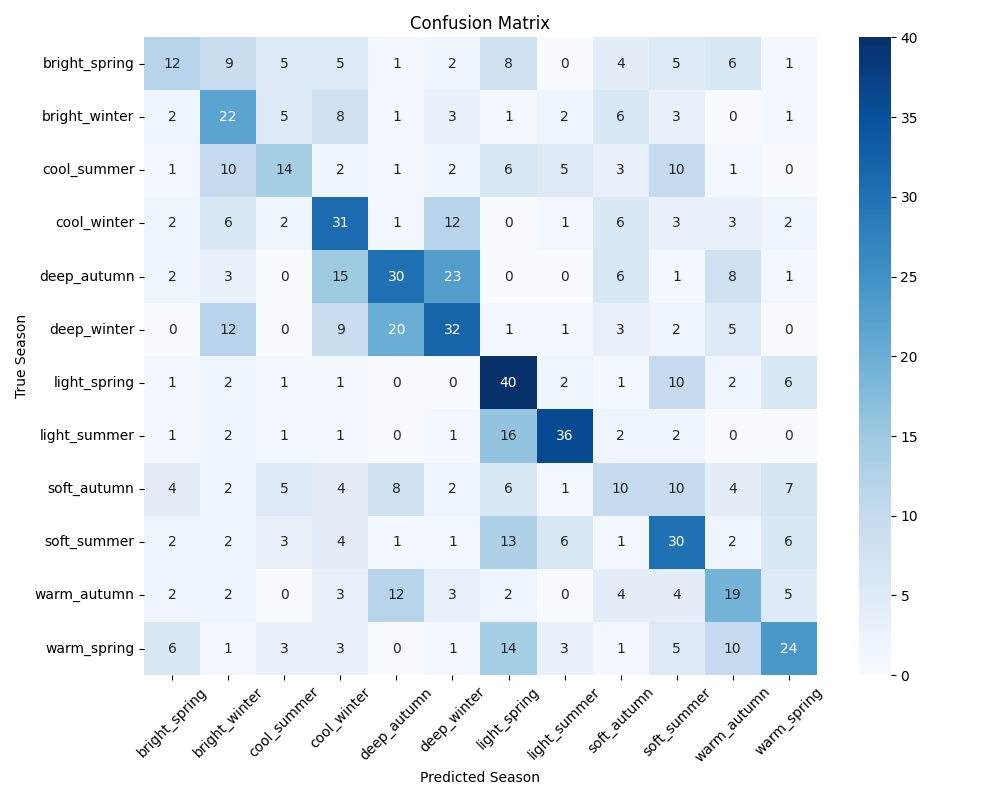 Confusion Matrix
True Season
bright_spring 12 9 5 5 1 2 8 0 4 5 6 1
bright_winter 2 22 5 8 1 3 1 2 6 3 0 1
cool_summer 1 10 14 2 1 2 6 5 3 10 1 0
cool_winter 2 6 2 31 1 12 0 1 6 3 3 2
deep_autumn 2 3 0 15 30 23 0 0 6 1 8 1
deep_winter 0 12 0 9 20 32 1 1 3 2 5 0
light_spring 1 2 1 1 0 0 40 2 1 10 2 6
light_summer 1 2 1 1 0 1 16 36 2 2 0 0
soft_autumn 4 2 5 4 8 2 6 1 10 10 4 7
soft_summer 2 2 3 4 1 1 13 6 1 30 2 6
warm_autumn 2 2 0 3 12 3 2 0 4 4 19 5
warm_spring 6 1 3 3 0 1 14 3 1 5 10 24
bright_spring bright_winter cool_summer cool_winter deep_autumn deep_winter light_spring light_summer soft_autumn soft_summer warm_autumn warm_spring
Predicted Season
40
35
30
25
20
15
10
5
0